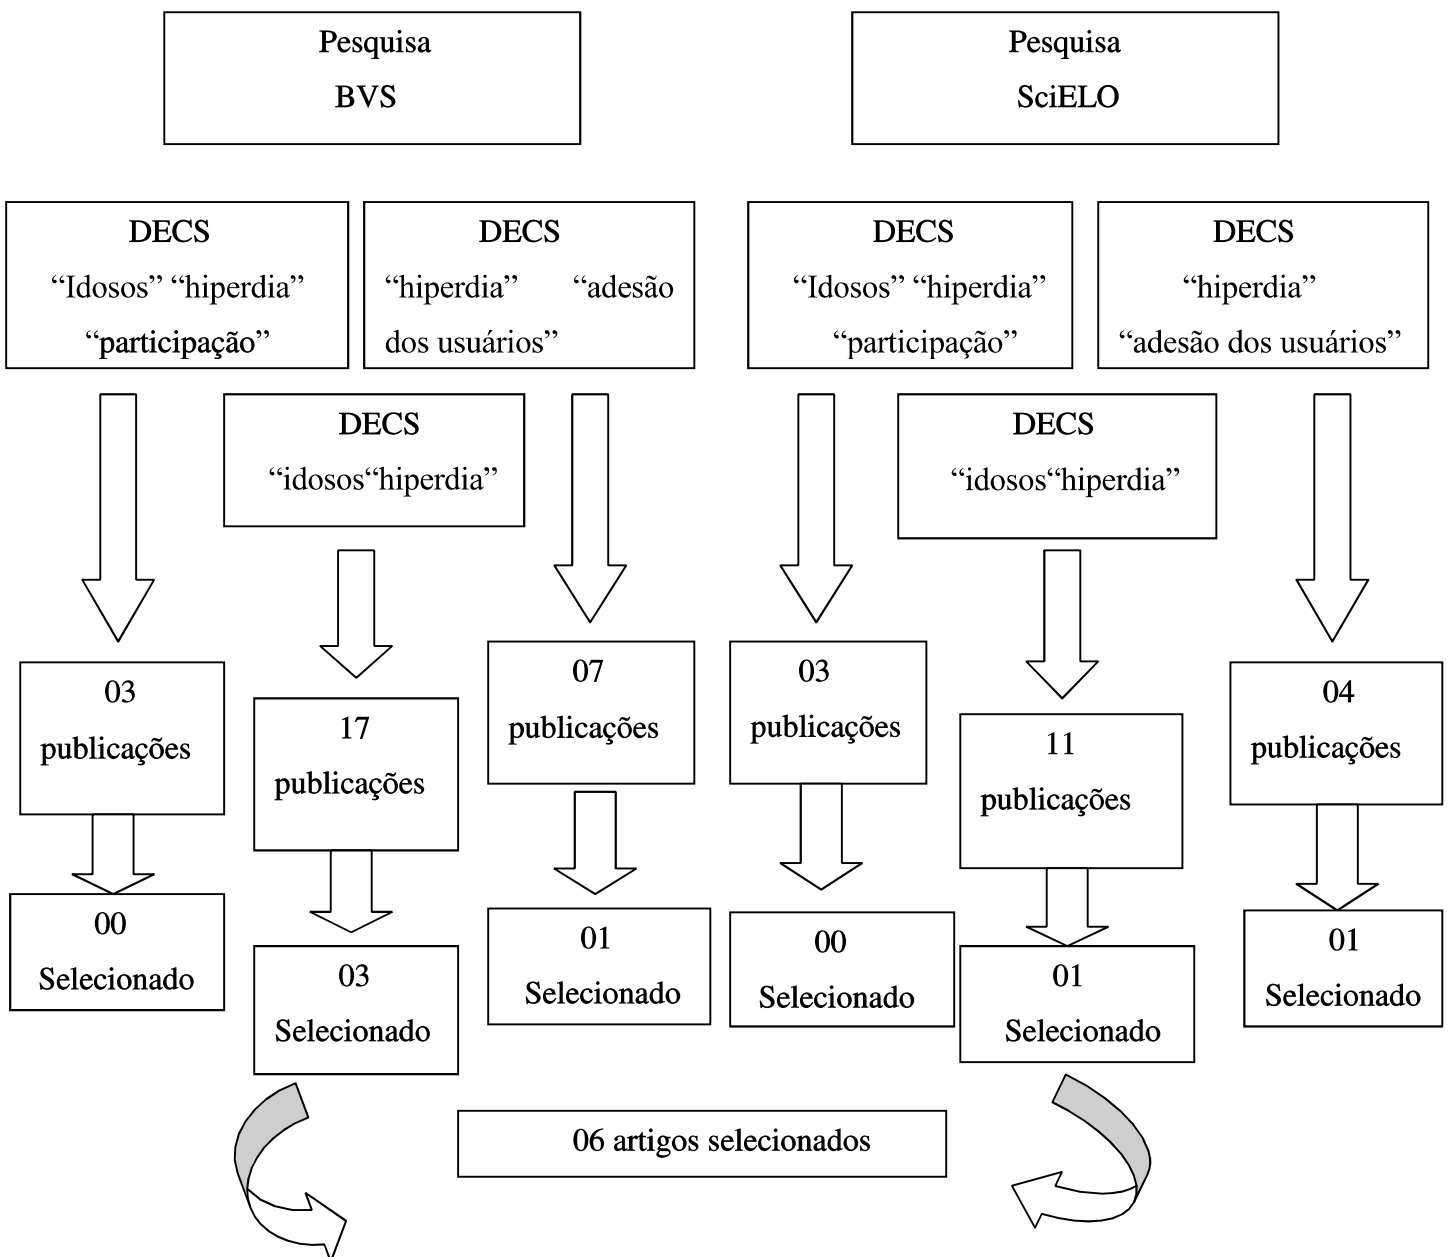 Pesquisa
BVS
Pesquisa
SciELO
DECS
“Idosos” “hiperdia”
“participação”
DECS
“hiperdia” “adesão
dos usuários”
DECS
“Idosos” “hiperdia”
“participação”
DECS
“hiperdia”
“adesão dos usuários”
DECS
“idosos“hiperdia”
DECS
“idosos“hiperdia”
03
publicações
17
publicações
07
publicações
03
publicações
11
publicações
04
publicações
00
Selecionado
03
Selecionado
01
Selecionado
00
Selecionado
01
Selecionado
01
Selecionado
06 artigos selecionados